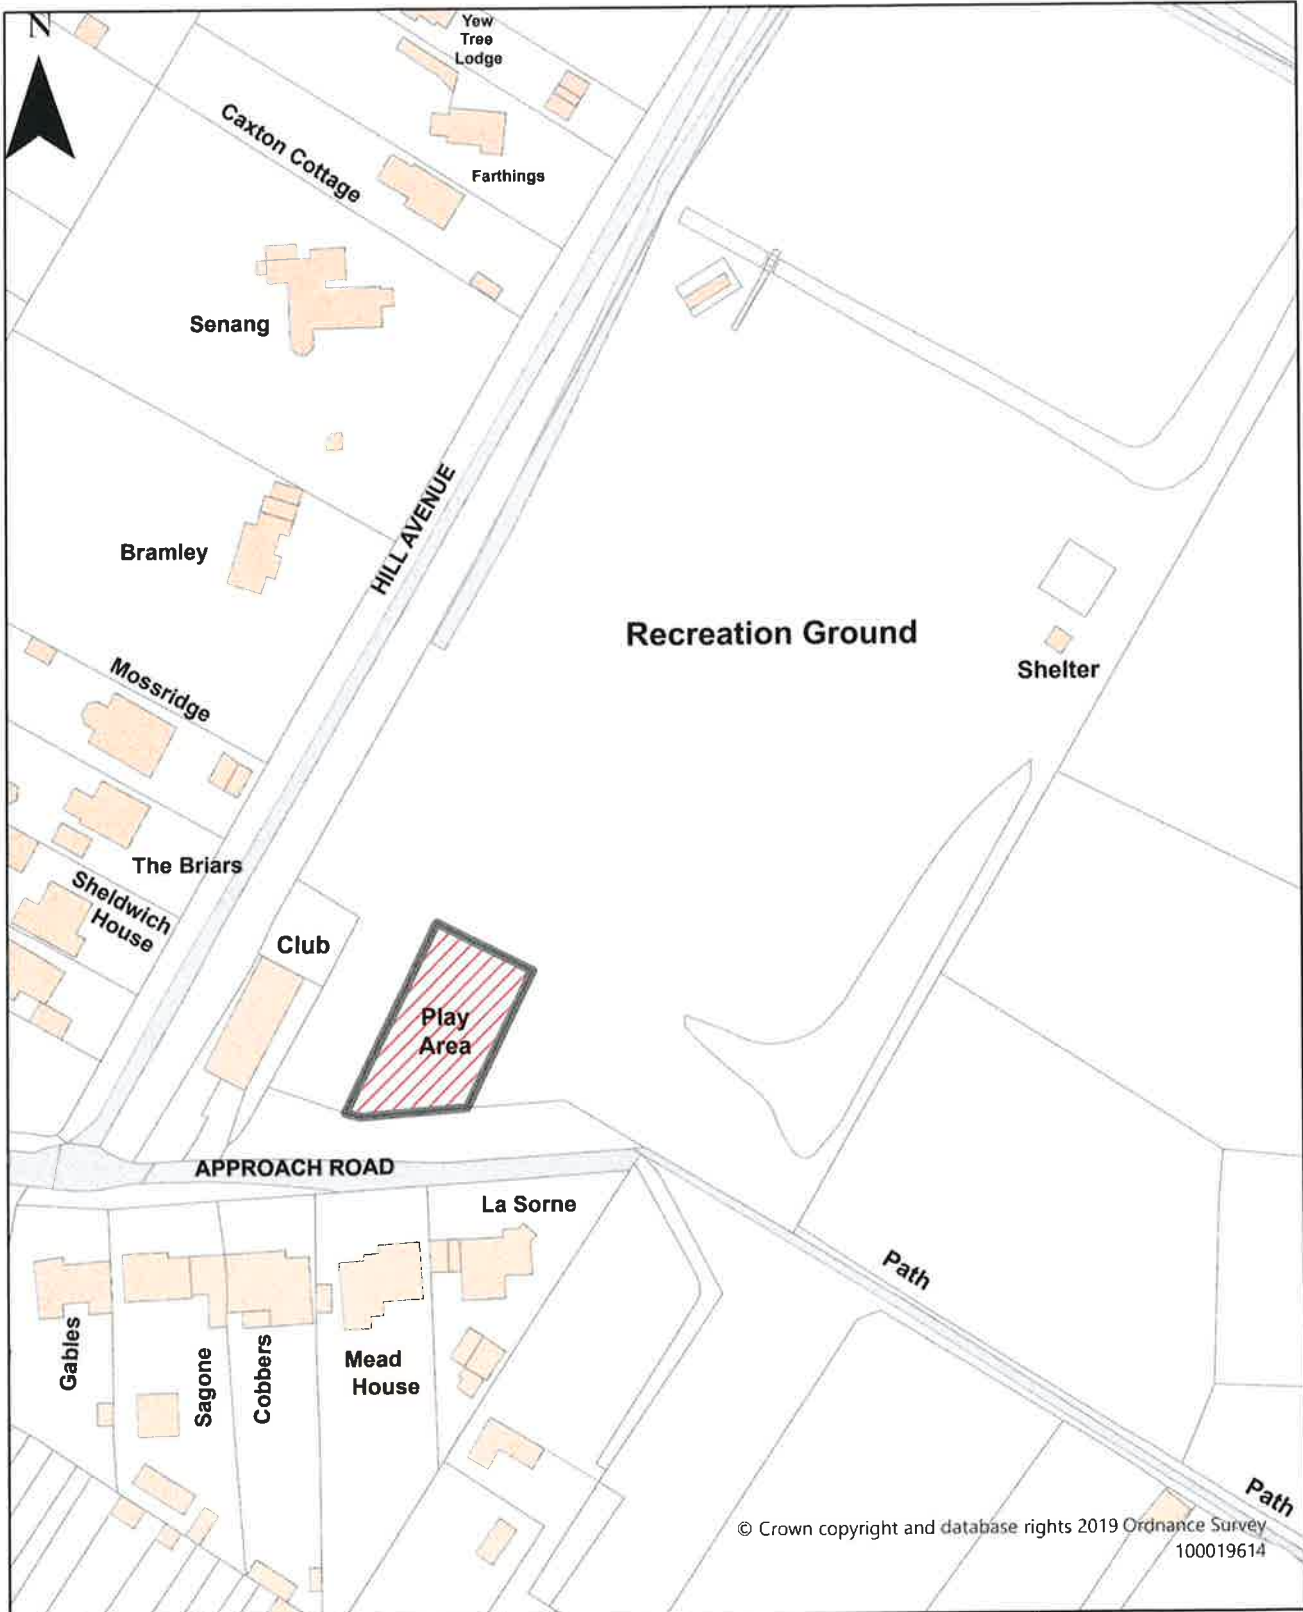 N
Yew
Tree
Lodge
Caxton Cottage
Farthings
Senang
HILL AVENUE
Bramley
Recreation Ground
Shelter
Mossridge
The Briars
Sheldwich
House
Club
Play
Area
APPROACH ROAD
La Sorne
Path
Gables
Sagone
Cobbers
Mead
House
Path
© Crown copyright and database rights 2019 Ordnance Survey
100019614